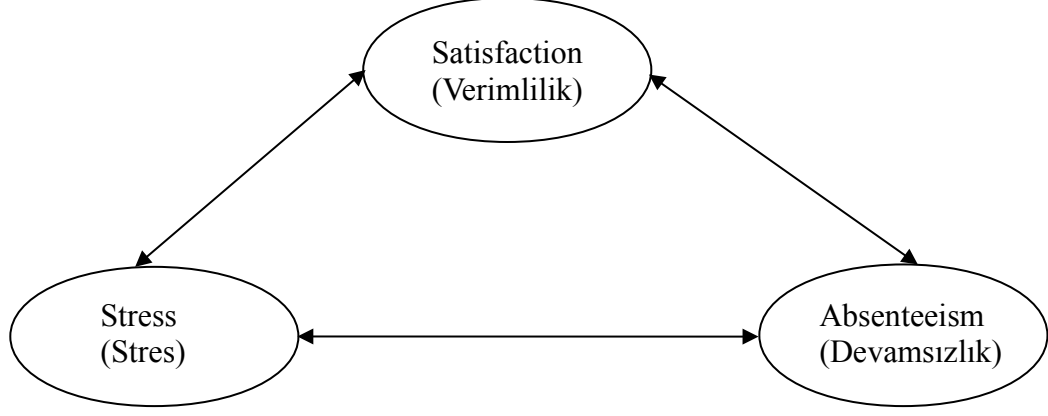 Satisfaction
(Verimlilik)
Stress
(Stres)
Absenteeism
(Devamsızlık)